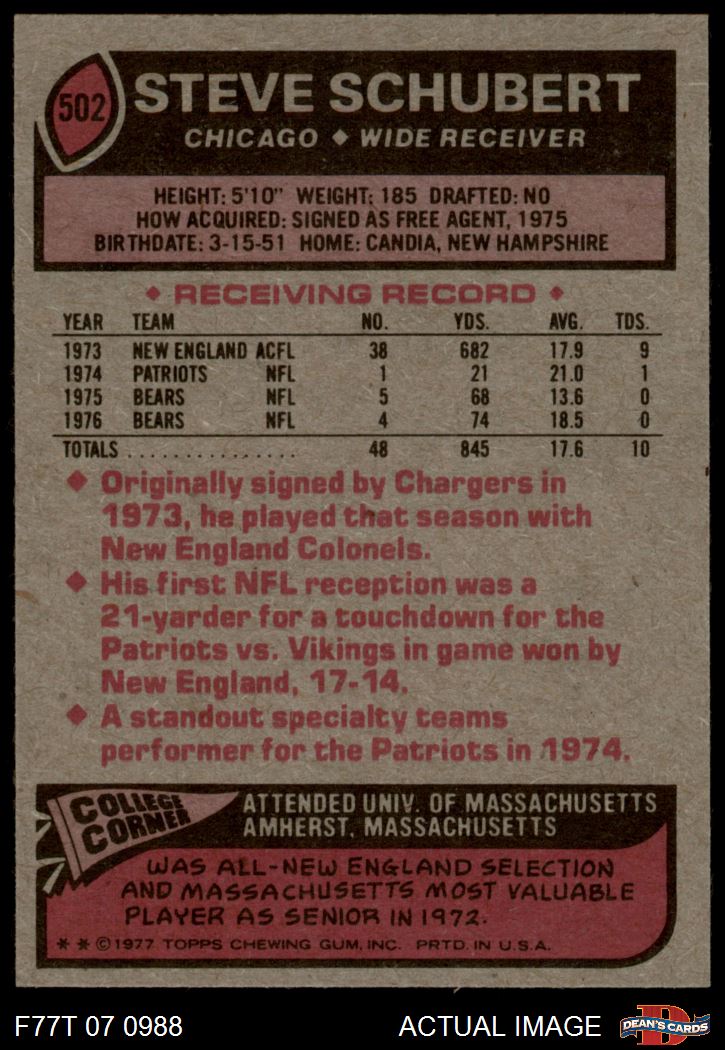 502
STEVE SCHUBERT
CHICAGO ◆ WIDE RECEIVER
HEIGHT: 5'10" WEIGHT: 185 DRAFTED: NO
HOW ACQUIRED: SIGNED AS FREE AGENT, 1975
BIRTHDATE: 3-15-51 HOME: CANDIA, NEW HAMPSHIRE
◆ RECEIVING RECORD ◆
YEAR TEAM NO. YDS. AVG. TDS.
1973 NEW ENGLAND ACFL 38 682 17.9 9
1974 PATRIOTS NFL 1 21 21.0 1
1975 BEARS NFL 5 68 13.6 0
1976 BEARS NFL 4 74 18.5 0
TOTALS . . . . . . . . . . . . . . . 48 845 17.6 10
◆ Originally signed by Chargers in
1973, he played that season with
New England Colonels.
◆ His first NFL reception was a
21-yarder for a touchdown for the
Patriots vs. Vikings in game won by
New England, 17-14.
◆ A standout specialty teams
performer for the Patriots in 1974.
COLLEGE
CORNER
ATTENDED UNIV. OF MASSACHUSETTS
AMHERST, MASSACHUSETTS
WAS ALL-NEW ENGLAND SELECTION
AND MASSACHUSETTS MOST VALUABLE
PLAYER AS SENIOR IN 1972.
* * © 1977 TOPPS CHEWING GUM, INC. PRTD. IN U.S.A.
F77T 07 0988 ACTUAL IMAGE
DEAN'S CARDS